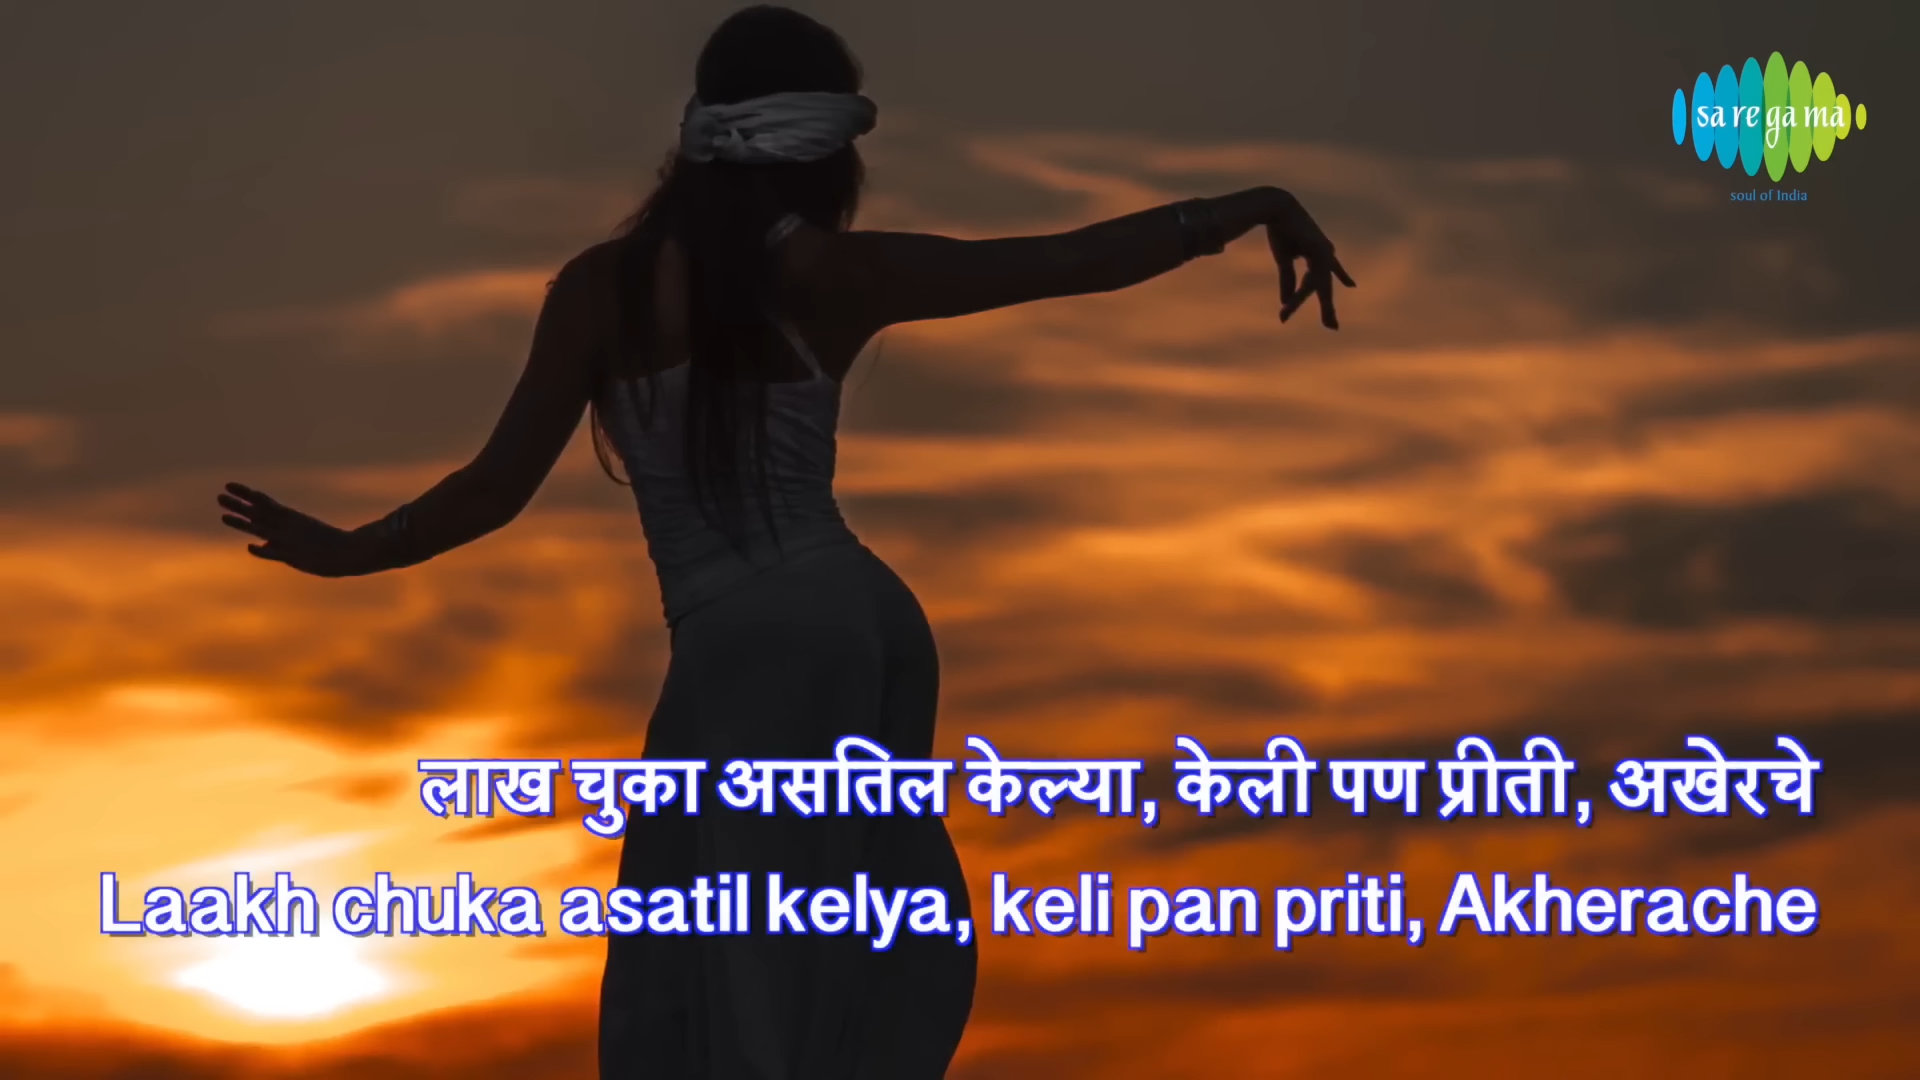 sa re ga ma
soul of India
लाख चुका असतिल केल्या, केली पण प्रीती, अखेरचे
Laakh chuka asatil kelya, keli pan priti, Akherache